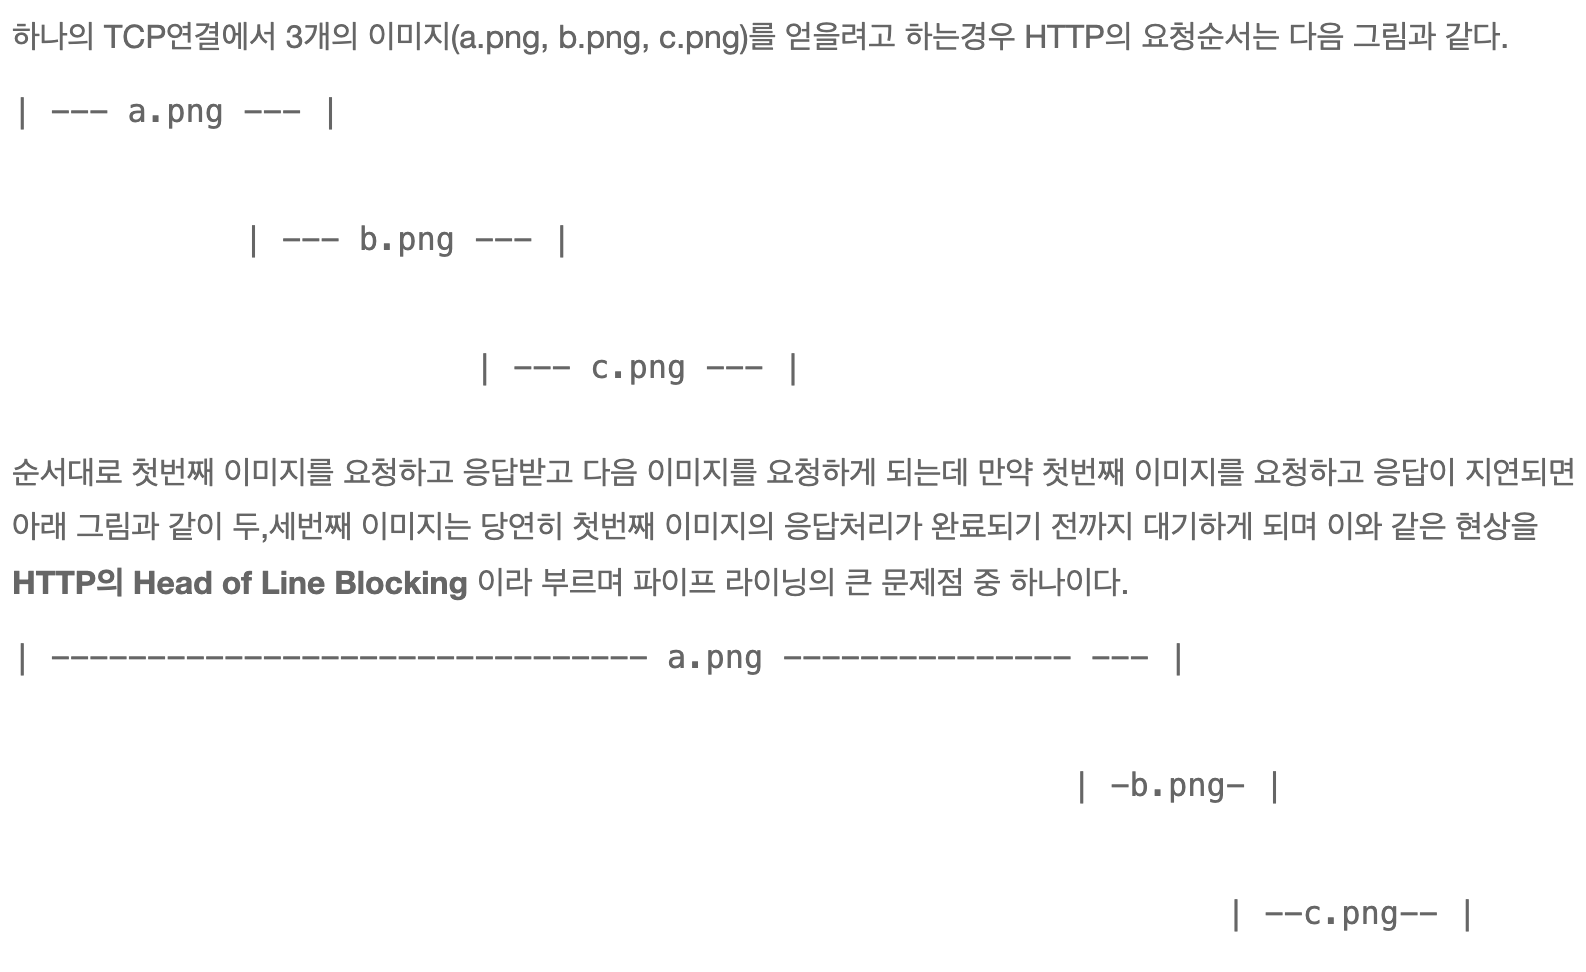 하나의 TCP연결에서 3개의 이미지(a.png, b.png, c.png)를 얻을려고 하는경우 HTTP의 요청순서는 다음 그림과 같다.
| --- a.png --- |
| --- b.png --- |
| --- c.png --- |
순서대로 첫번째 이미지를 요청하고 응답받고 다음 이미지를 요청하게 되는데 만약 첫번째 이미지를 요청하고 응답이 지연되면
아래 그림과 같이 두,세번째 이미지는 당연히 첫번째 이미지의 응답처리가 완료되기 전까지 대기하게 되며 이와 같은 현상을
HTTP의 Head of Line Blocking 이라 부르며 파이프 라이닝의 큰 문제점 중 하나이다.
| ------------------------------- a.png --------------- --- |
| -b.png- |
| --c.png-- |